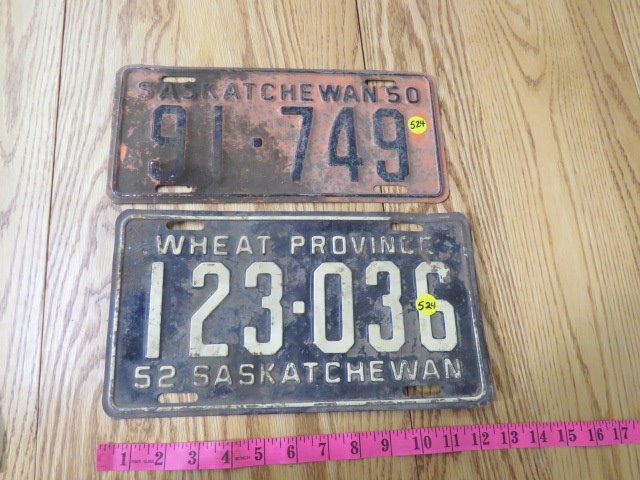 SASKATCHEWAN 50
91·749
524
WHEAT PROVINCE
123·036
524
52 SASKATCHEWAN
1 2 3 4 5 6 7 8 9 10 11 12 13 14 15 16 17